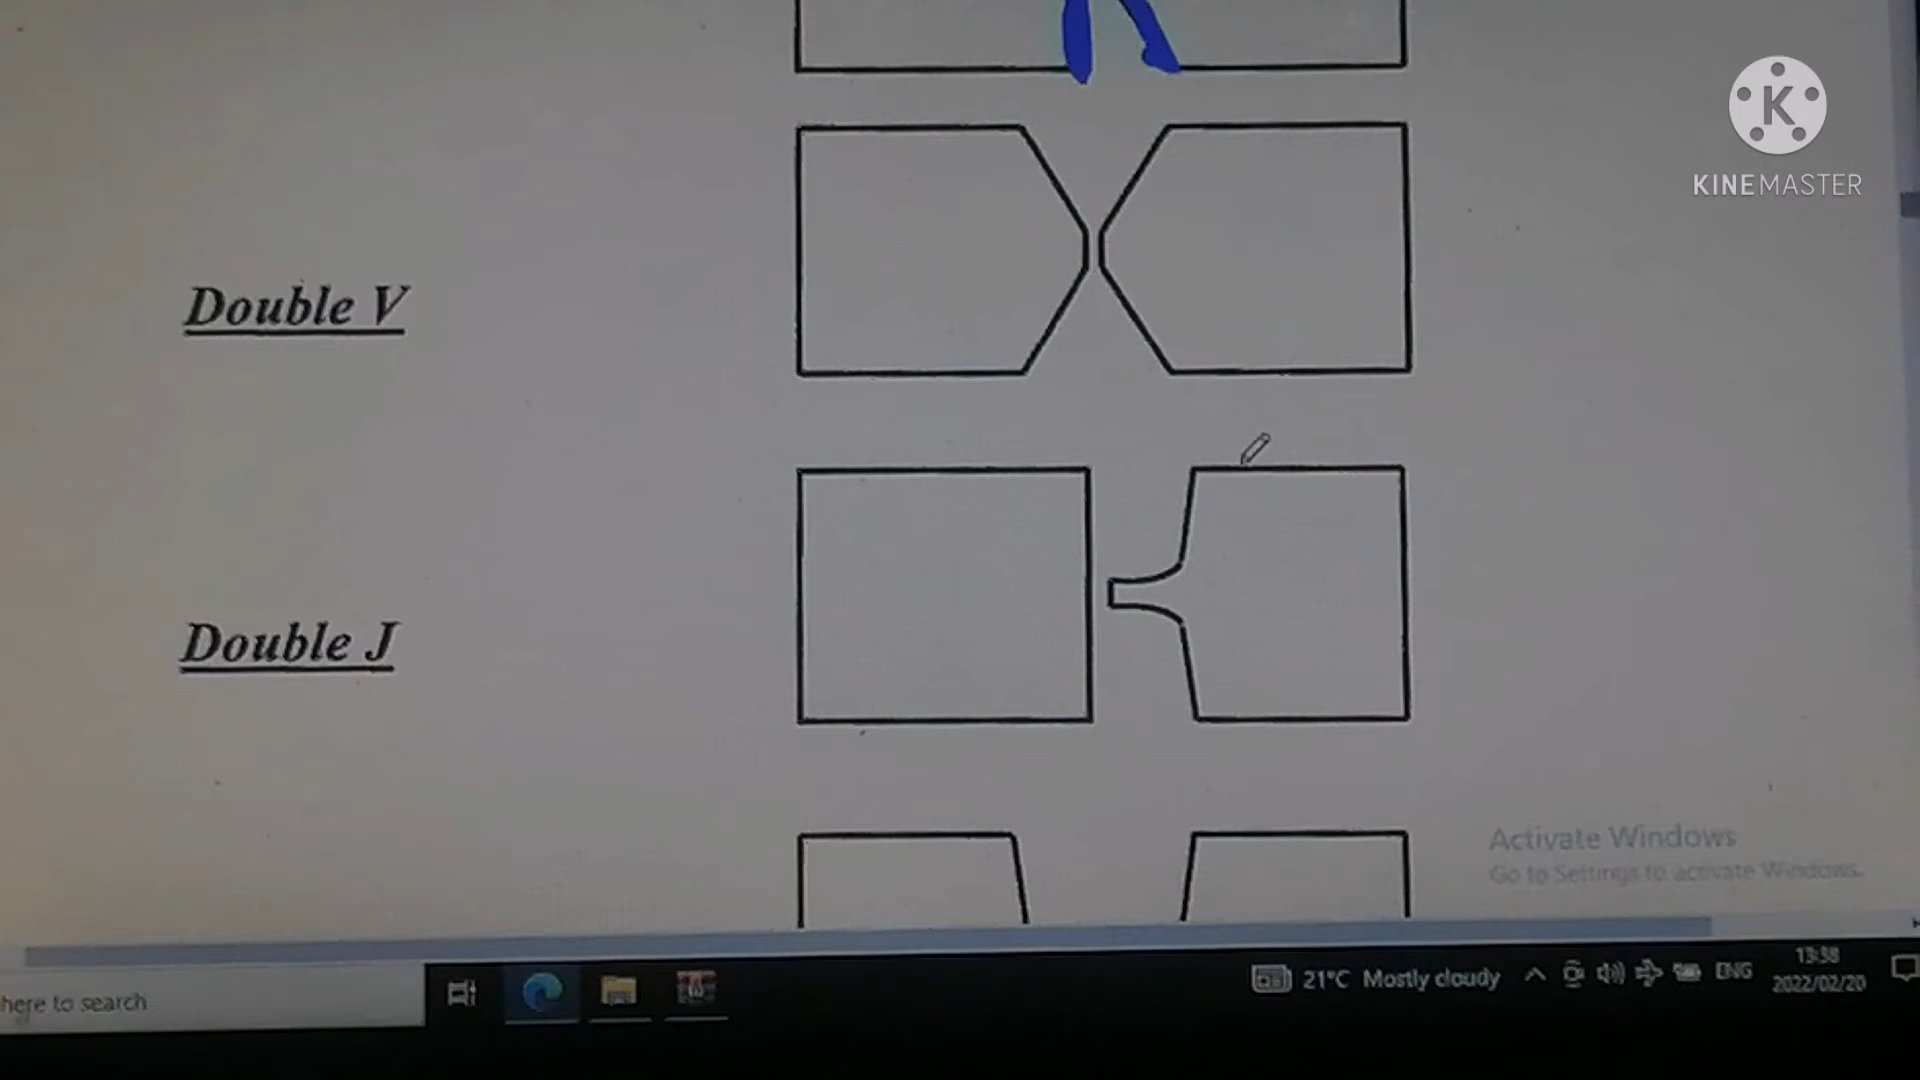 K
KINEMASTER
Double V
Double J
Activate Windows
Go to Settings to activate Windows.
here to search
21°C Mostly cloudy
ENG
13:38
2022/02/20